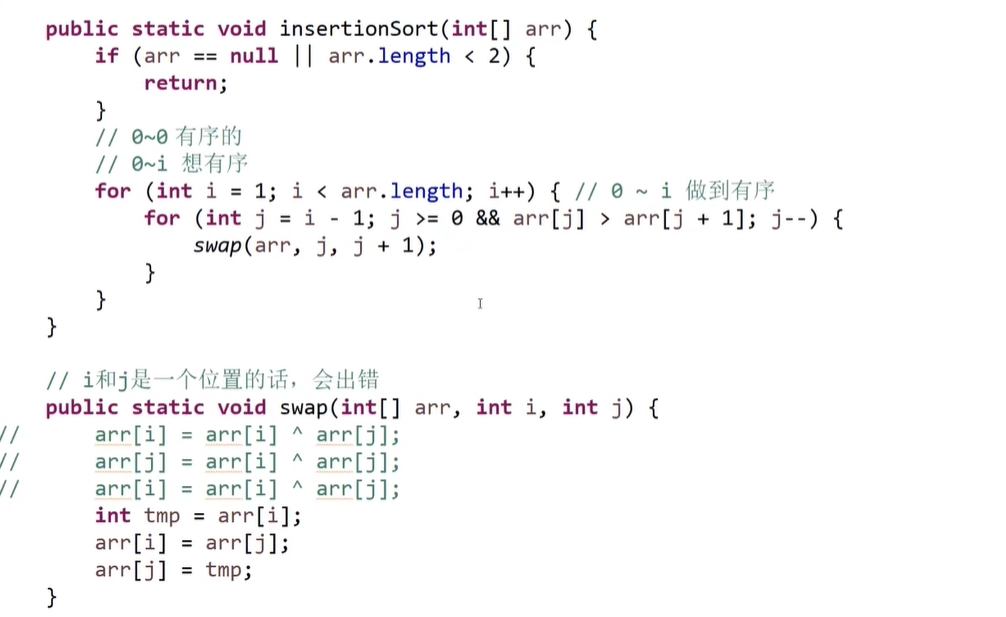 public static void insertionSort(int[] arr) {
    if (arr == null || arr.length < 2) {
        return;
    }
    // 0~0 有序的
    // 0~i 想有序
    for (int i = 1; i < arr.length; i++) { // 0 ~ i 做到有序
        for (int j = i - 1; j >= 0 && arr[j] > arr[j + 1]; j--) {
            swap(arr, j, j + 1);
        }
    }
}
// i和j是一个位置的话，会出错
public static void swap(int[] arr, int i, int j) {
//      arr[i] = arr[i] ^ arr[j];
//      arr[j] = arr[i] ^ arr[j];
//      arr[i] = arr[i] ^ arr[j];
    int tmp = arr[i];
    arr[i] = arr[j];
    arr[j] = tmp;
}